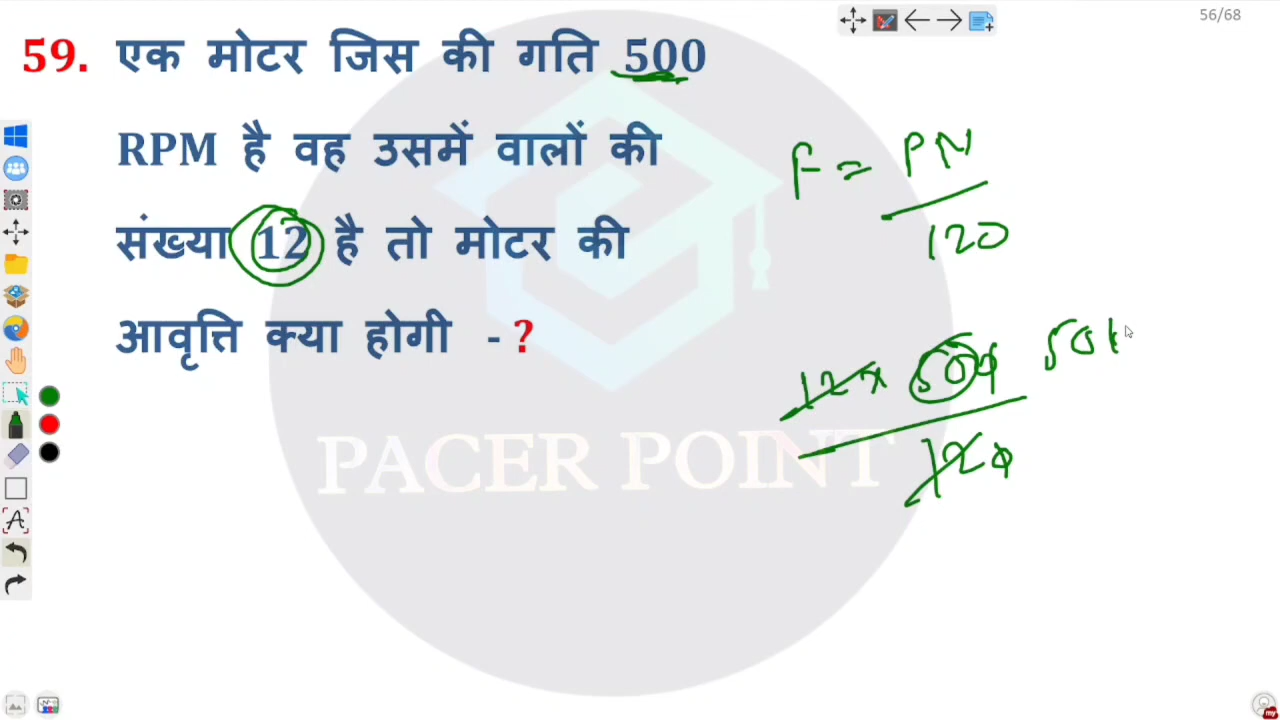 56/68
59. एक मोटर जिस की गति 500
RPM है वह उसमें वालों की
संख्या 12 है तो मोटर की
आवृत्ति क्या होगी - ?
F = PN
120
12 x 500
120
50H
PACER POINT